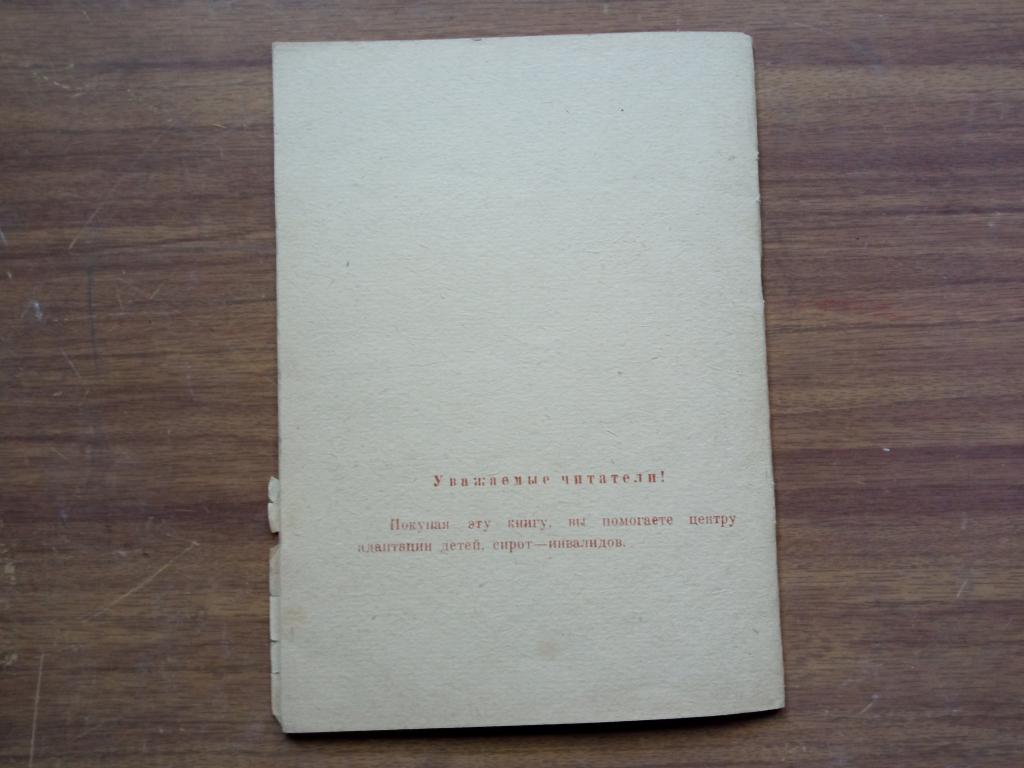 Уважаемые читатели!
Покупая эту книгу, вы помогаете центру
адаптации детей, сирот—инвалидов.